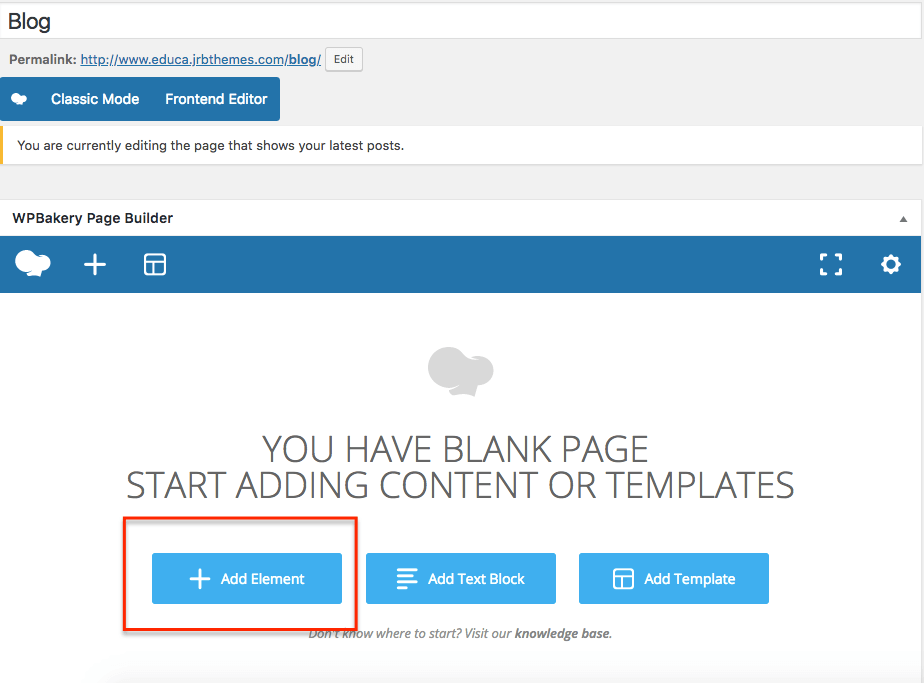 Blog
Permalink: http://www.educa.jrbthemes.com/blog/ Edit
Classic Mode Frontend Editor
You are currently editing the page that shows your latest posts.
WPBakery Page Builder
YOU HAVE BLANK PAGE
START ADDING CONTENT OR TEMPLATES
Add Element Add Text Block Add Template
Don't know where to start? Visit our knowledge base.